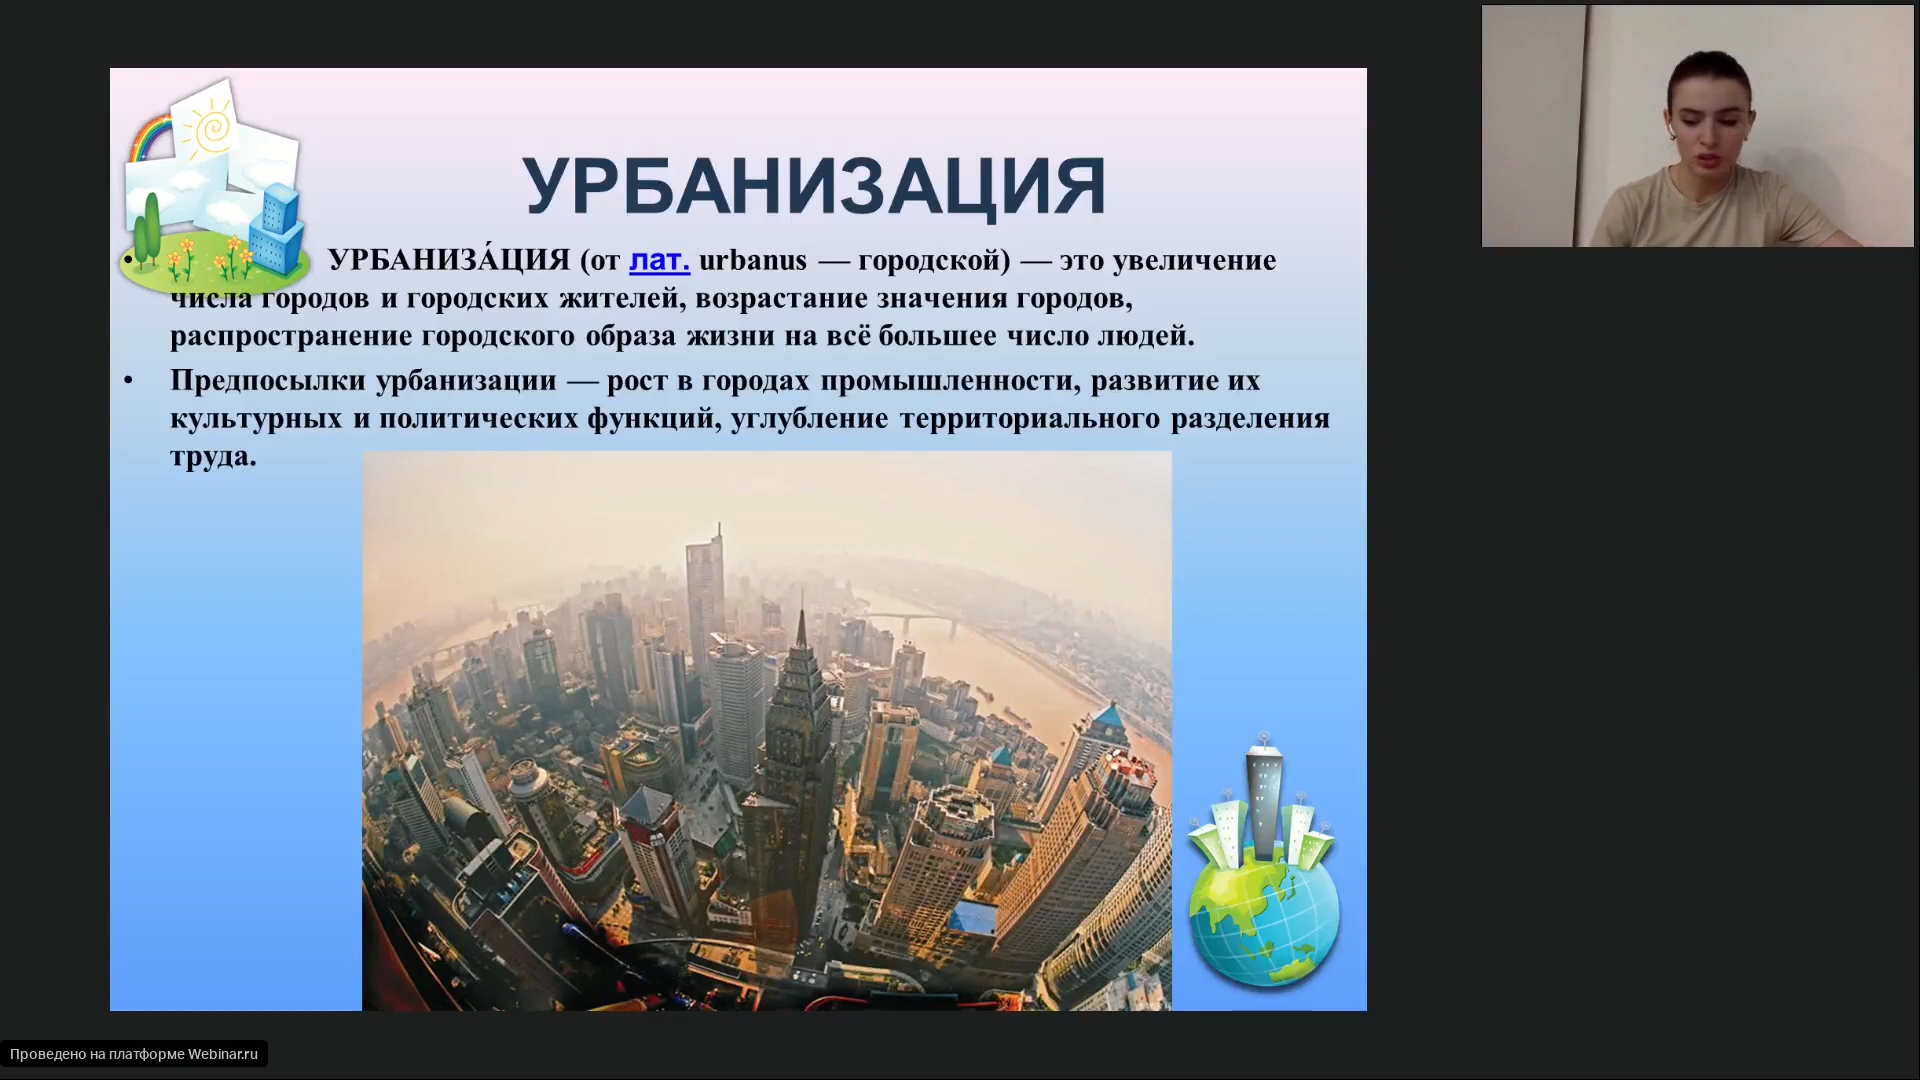 УРБАНИЗАЦИЯ
• УРБАНИЗА́ЦИЯ (от лат. urbanus — городской) — это увеличение
числа городов и городских жителей, возрастание значения городов,
распространение городского образа жизни на всё большее число людей.
• Предпосылки урбанизации — рост в городах промышленности, развитие их
культурных и политических функций, углубление территориального разделения
труда.
Проведено на платформе Webinar.ru